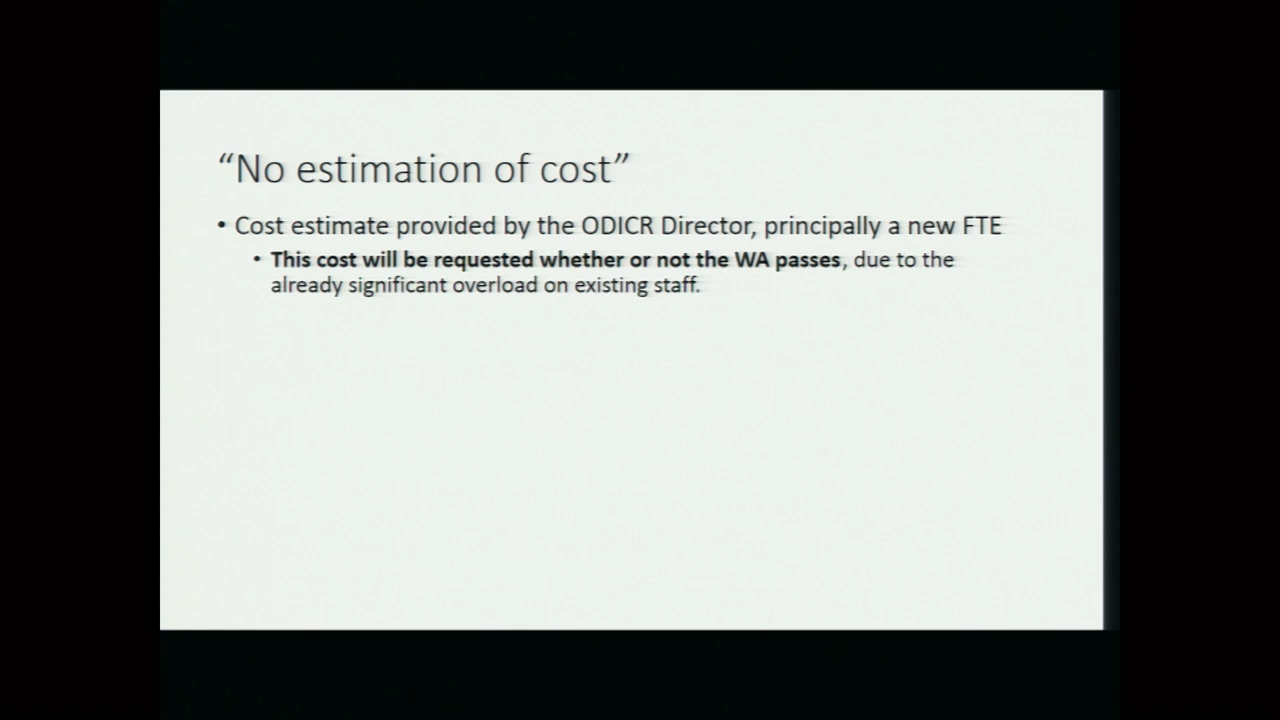 “No estimation of cost”
• Cost estimate provided by the ODICR Director, principally a new FTE
• This cost will be requested whether or not the WA passes, due to the
already significant overload on existing staff.